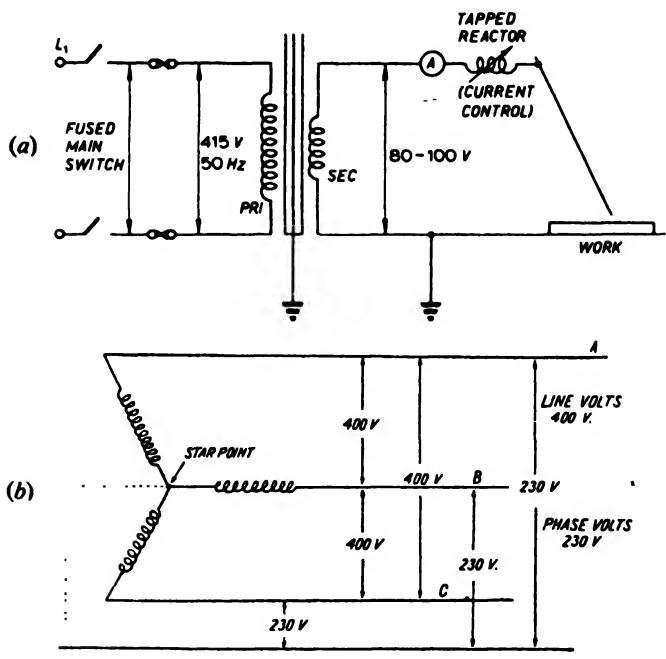 (a)
L1
FUSED
MAIN
SWITCH
415 V
50 Hz
PRI
SEC
80-100 V
A
TAPPED
REACTOR
(CURRENT
CONTROL)
WORK
(b)
STAR POINT
A
400 V
400 V
B
LINE VOLTS
400 V.
230 V
400 V
PHASE VOLTS
230 V
230 V.
C
230 V